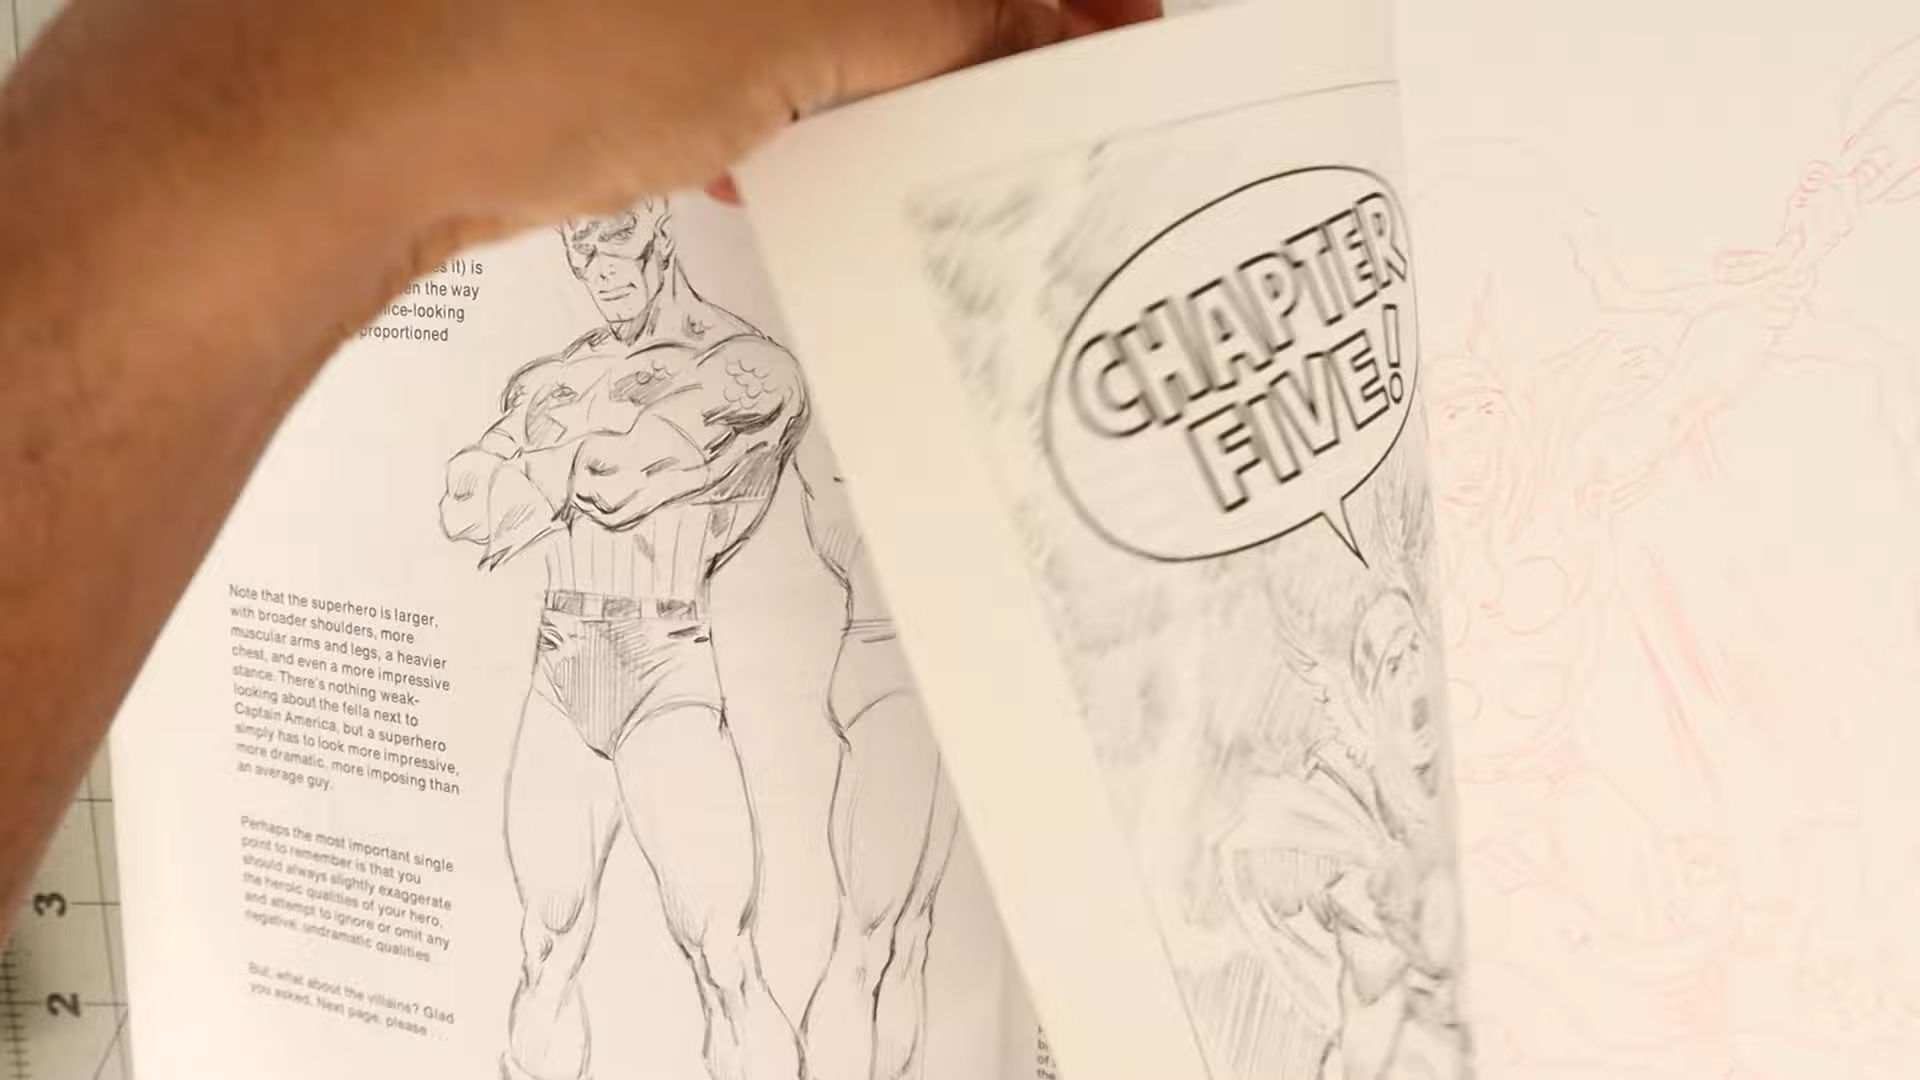 es it) is
en the way
nice-looking
proportioned
Note that the superhero is larger,
with broader shoulders, more
muscular arms and legs, a heavier
chest, and even a more impressive
stance. There's nothing weak-
looking about the fella next to
Captain America, but a superhero
simply has to look more impressive,
more dramatic, more imposing than
an average guy.
Perhaps the most important single
point to remember is that you
should always slightly exaggerate
the heroic qualities of your hero,
and attempt to ignore or omit any
negative, undramatic qualities
But, what about the villains? Glad
you asked. Next page, please . . .
CHAPTER
FIVE!
of
the
3
2